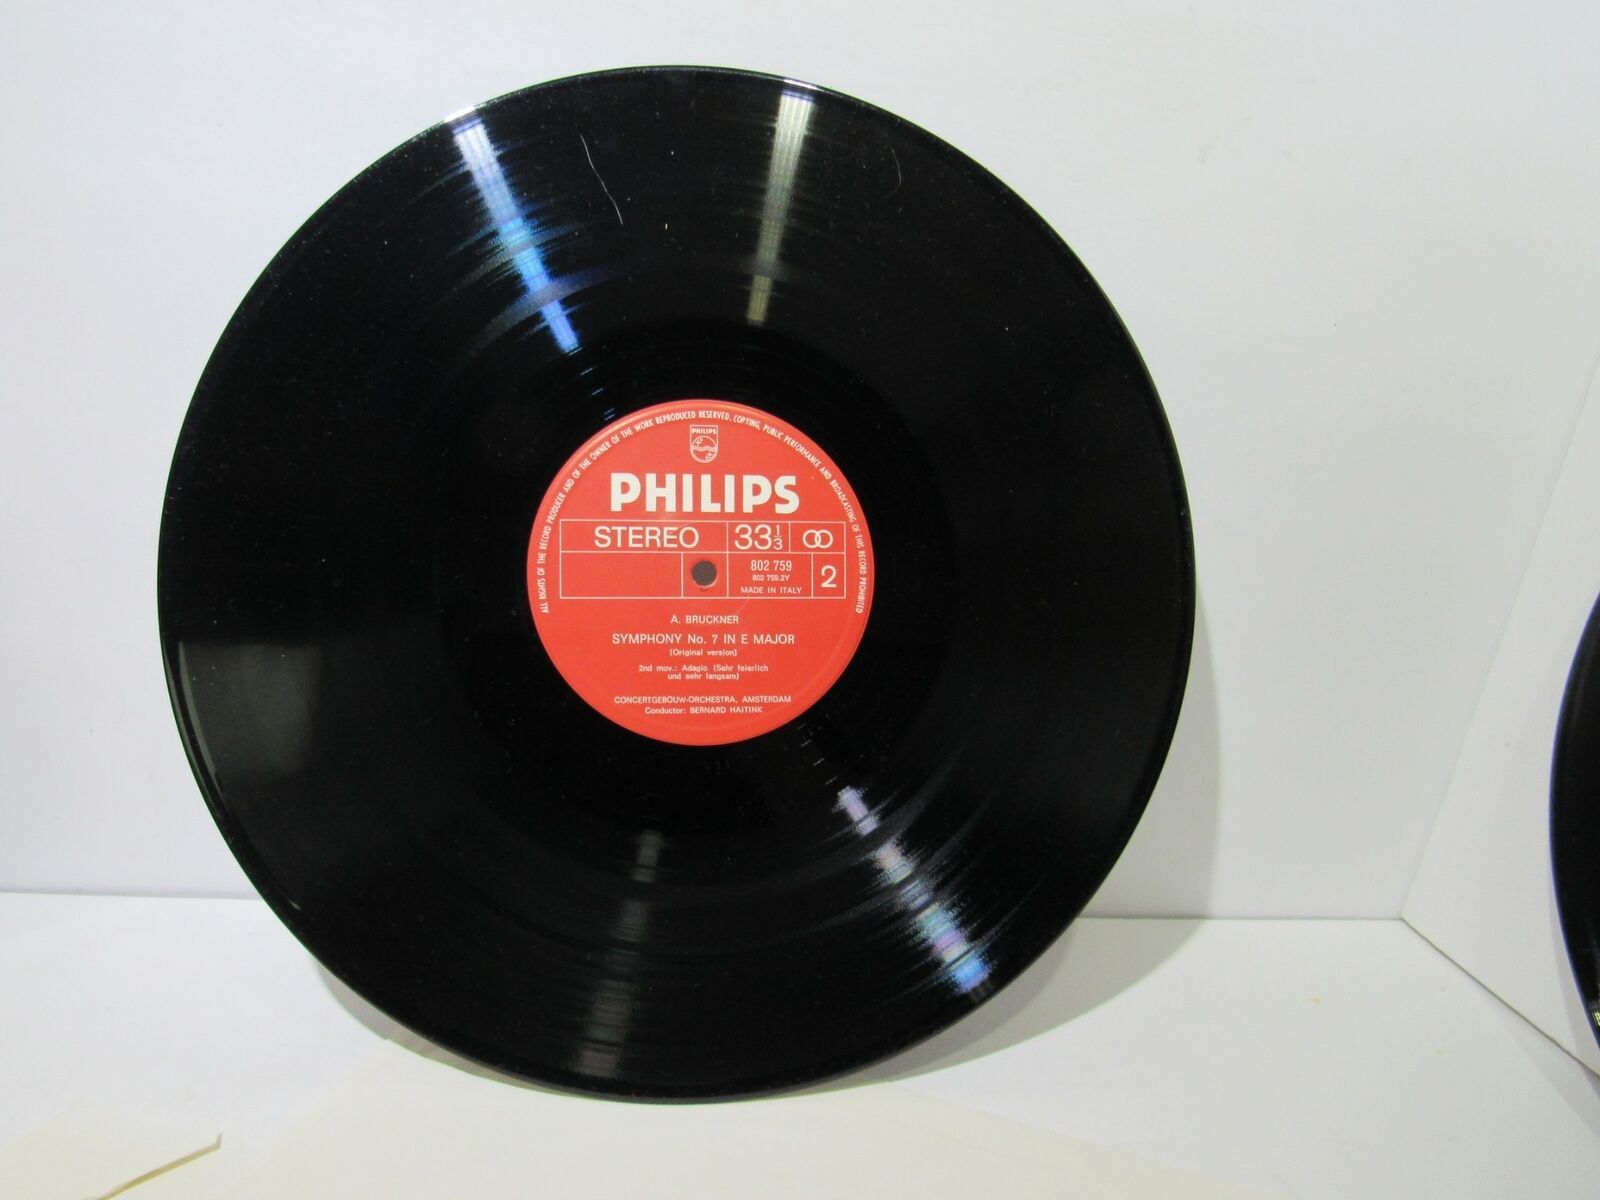 ALL RIGHTS OF THE RECORD PRODUCER AND OF THE OWNER OF THE WORK REPRODUCED RESERVED. COPYING, PUBLIC PERFORMANCE AND BROADCASTING OF THIS RECORD PROHIBITED
PHILIPS
PHILIPS
STEREO 33 1/3
802 759
802 759.2Y
MADE IN ITALY
2
A. BRUCKNER
SYMPHONY No. 7 IN E MAJOR
(Original version)
2nd mov.: Adagio (Sehr feierlich
und sehr langsam)
CONCERTGEBOUW-ORCHESTRA, AMSTERDAM
Conductor: BERNARD HAITINK